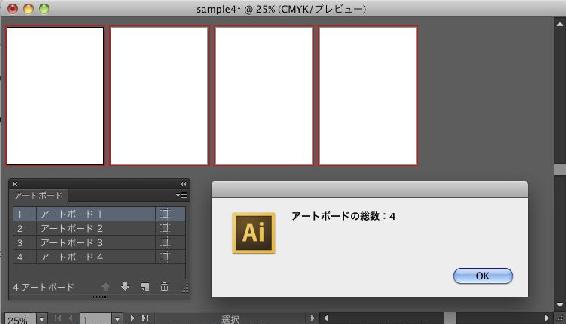 sample4* @ 25% (CMYK/プレビュー)
アートボード
1 アートボード 1
2 アートボード 2
3 アートボード 3
4 アートボード 4
4 アートボード
Ai
アートボードの総数：4
OK
25%
1
選択